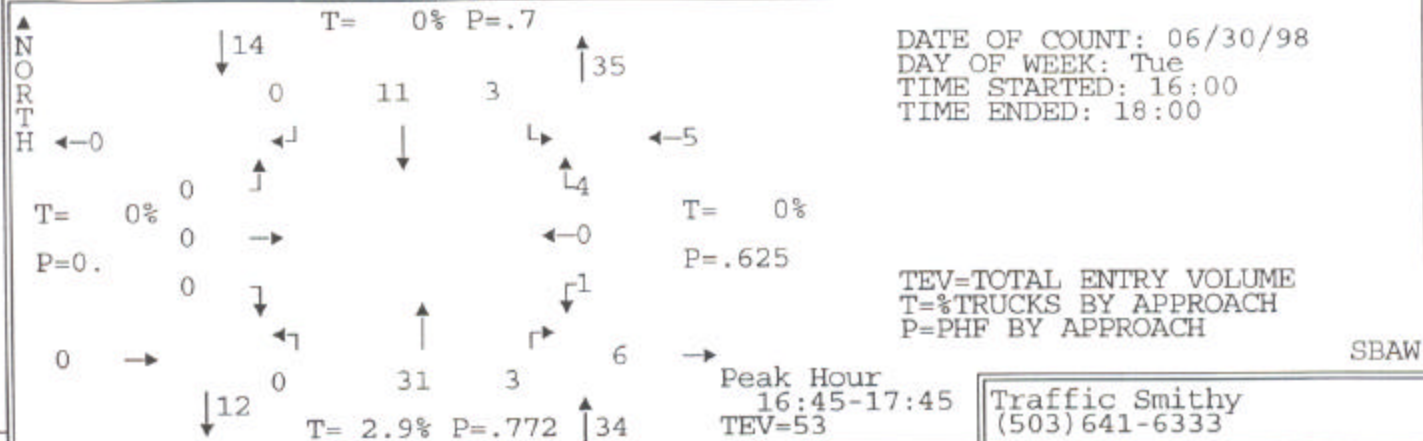 NORTH
T= 0% P=.7
14
35
0 11 3
←0
←5
0
4
T= 0%
0
←0
T= 0%
P=0.
P=.625
0
1
0 →
6 →
0 31 3
12
T= 2.9% P=.772
34
Peak Hour
16:45-17:45
TEV=53
DATE OF COUNT: 06/30/98
DAY OF WEEK: Tue
TIME STARTED: 16:00
TIME ENDED: 18:00
TEV=TOTAL ENTRY VOLUME
T=%TRUCKS BY APPROACH
P=PHF BY APPROACH
SBAW
Traffic Smithy
(503)641-6333